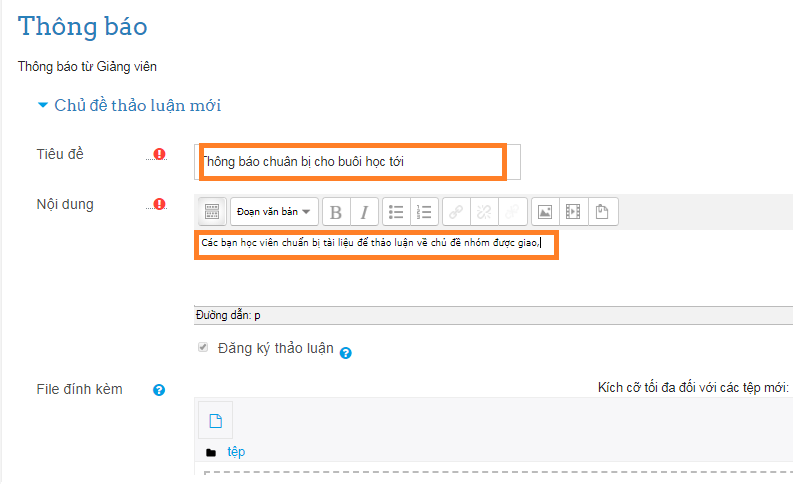 Thông báo
Thông báo từ Giảng viên
Chủ đề thảo luận mới
Tiêu đề
Thông báo chuẩn bị cho buổi học tới
Nội dung
Đoạn văn bản
B I
Các bạn học viên chuẩn bị tài liệu để thảo luận về chủ đề nhóm được giao,
Đường dẫn: p
Đăng ký thảo luận
File đính kèm
Kích cỡ tối đa đối với các tệp mới:
tệp